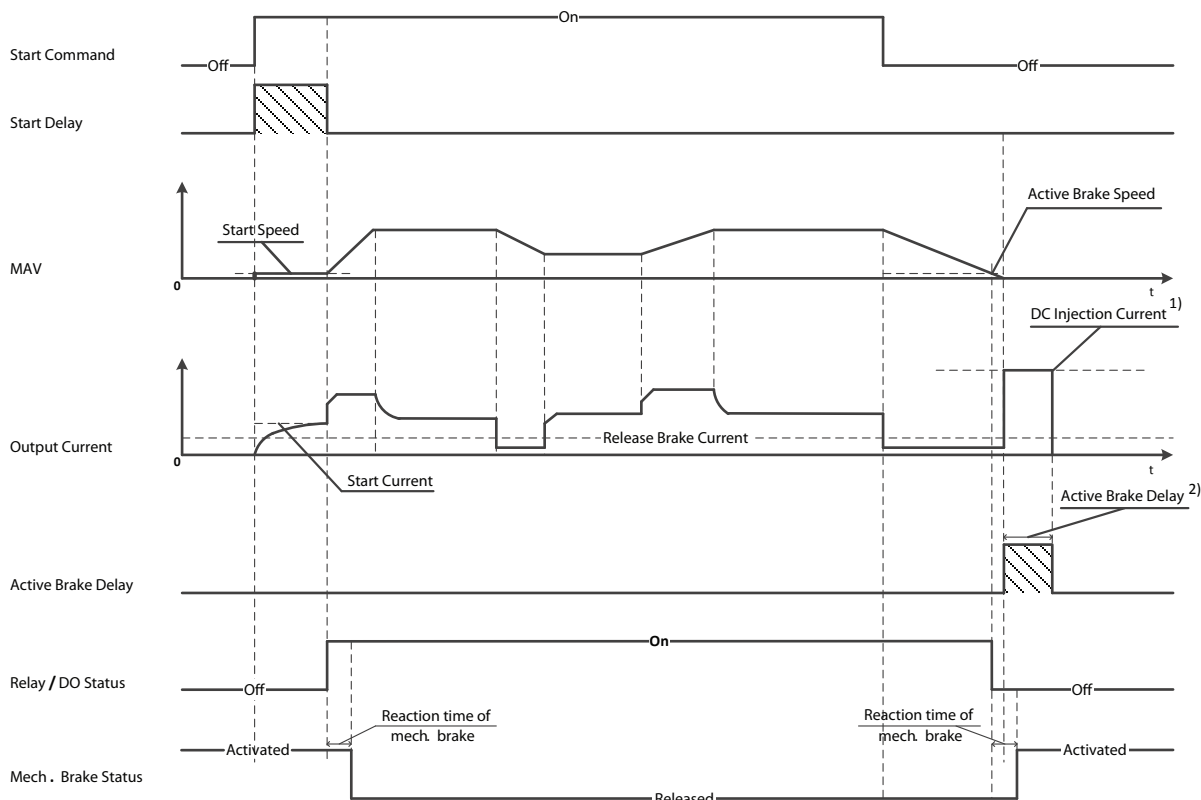 On
Start Command
Off
Off
Start Delay
Active Brake Speed
Start Speed
MAV
0
t
DC Injection Current 1)
Release Brake Current
Output Current
0
t
Start Current
Active Brake Delay 2)
Active Brake Delay
On
Relay / DO Status
Off
Off
Reaction time of
mech. brake
Reaction time of
mech. brake
Activated
Activated
Mech . Brake Status
Released